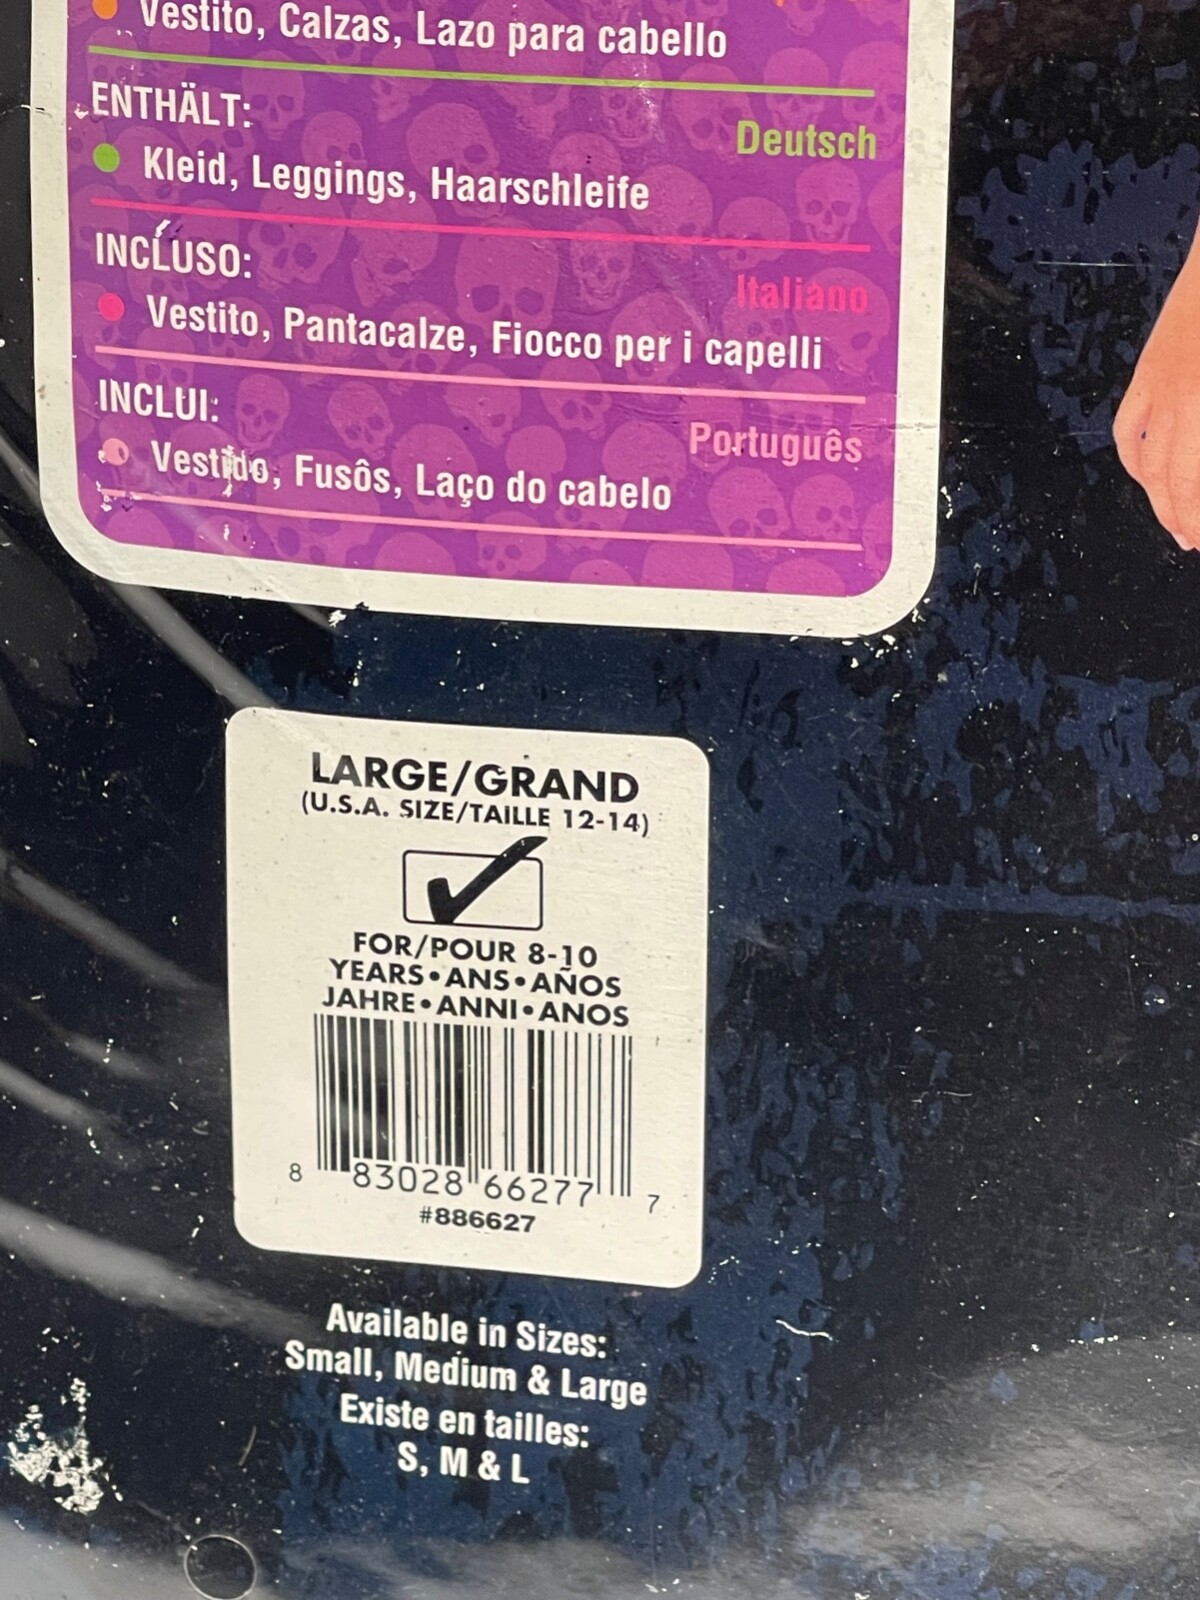 Vestito, Calzas, Lazo para cabello
ENTHÄLT:
Deutsch
Kleid, Leggings, Haarschleife
INCLUSO:
Italiano
Vestito, Pantacalze, Fiocco per i capelli
INCLUI:
Português
Vestido, Fusôs, Laço do cabelo
LARGE/GRAND
(U.S.A. SIZE/TAILLE 12-14)
FOR/POUR 8-10
YEARS•ANS•AÑOS
JAHRE•ANNI•ANOS
8 83028 66277 7
#886627
Available in Sizes:
Small, Medium & Large
Existe en tailles:
S, M & L